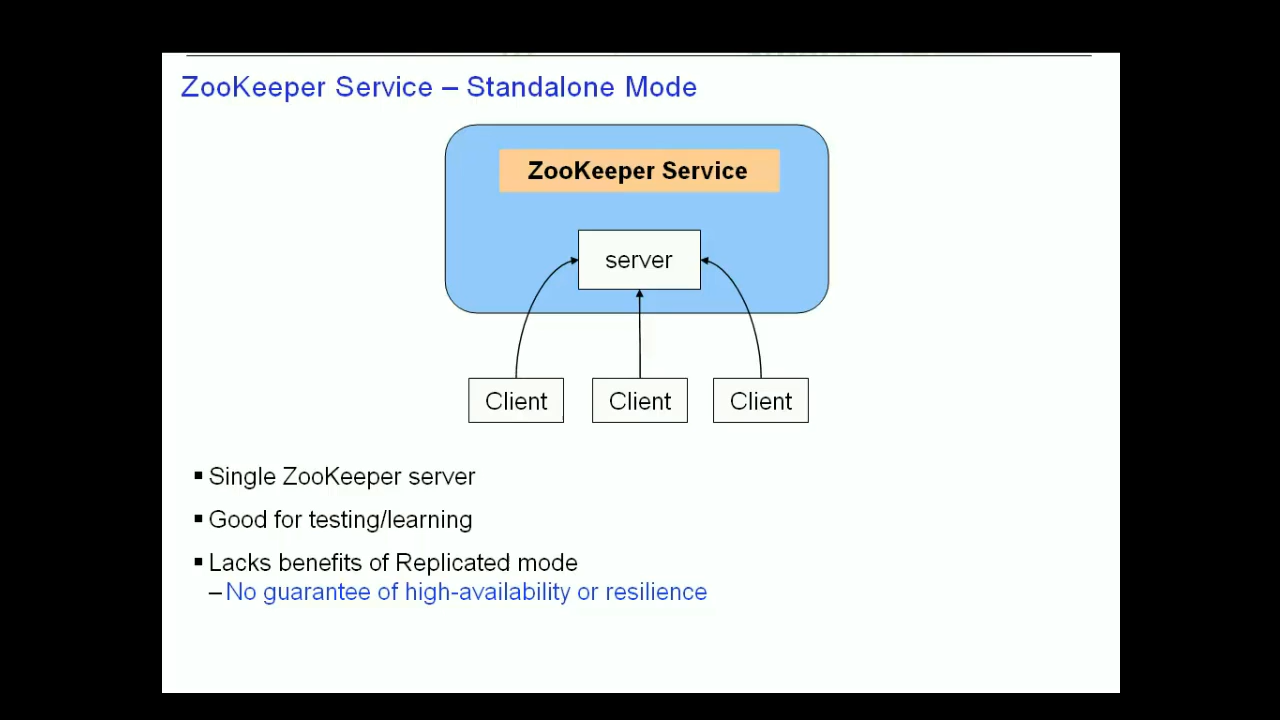 ZooKeeper Service – Standalone Mode
ZooKeeper Service
server
Client Client Client
▪ Single ZooKeeper server
▪ Good for testing/learning
▪ Lacks benefits of Replicated mode
– No guarantee of high-availability or resilience